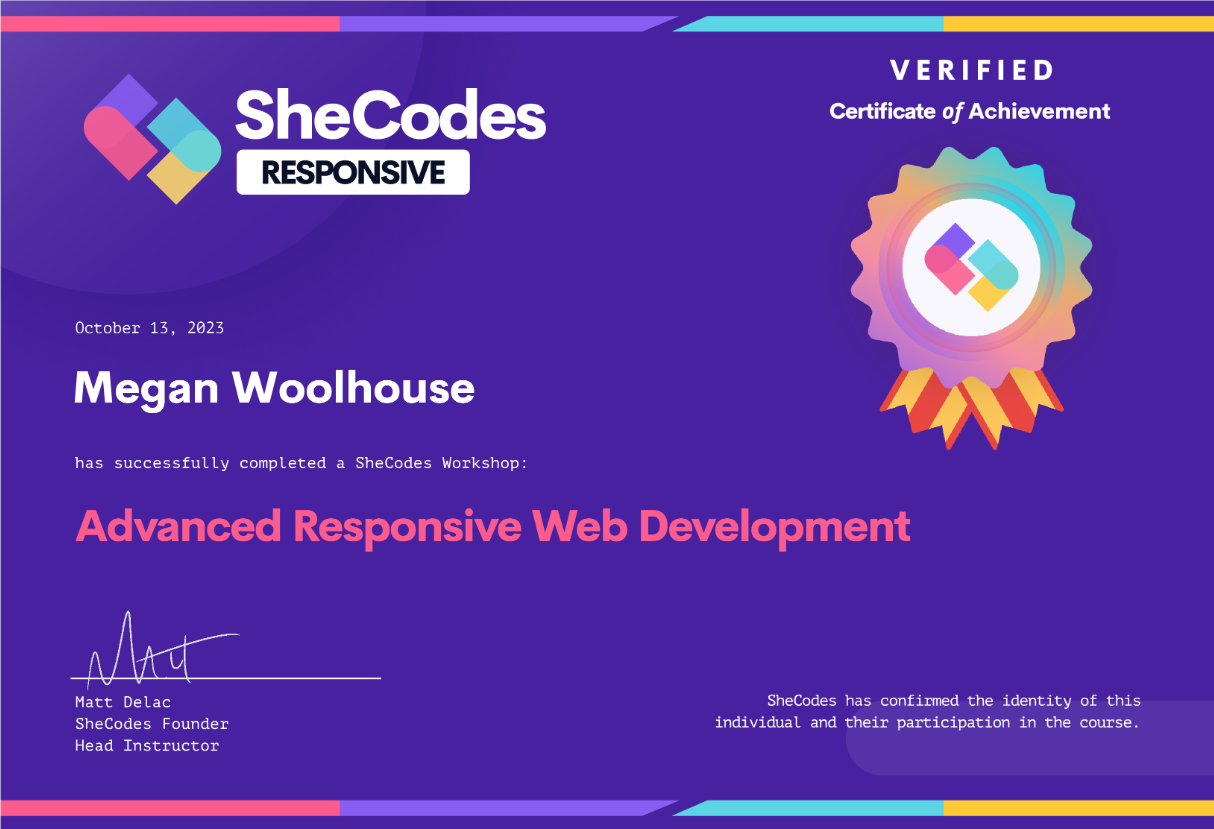 SheCodes
RESPONSIVE
VERIFIED
Certificate of Achievement
October 13, 2023
Megan Woolhouse
has successfully completed a SheCodes Workshop:
Advanced Responsive Web Development
Matt
Matt Delac
SheCodes Founder
Head Instructor
SheCodes has confirmed the identity of this
individual and their participation in the course.